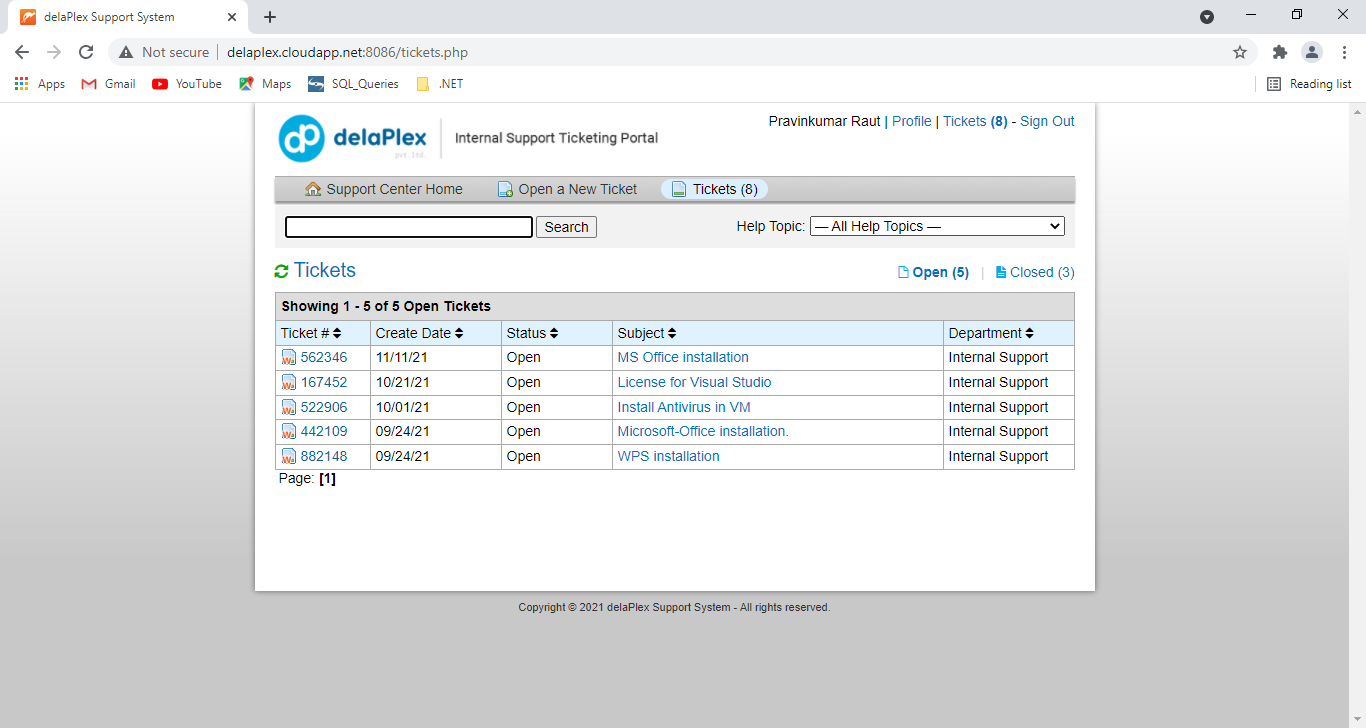 delaPlex Support System
Not secure | delaplex.cloudapp.net:8086/tickets.php
Apps Gmail YouTube Maps SQL_Queries .NET Reading list
delaPlex
pvt.ltd.
Internal Support Ticketing Portal
Pravinkumar Raut | Profile | Tickets (8) - Sign Out
Support Center Home Open a New Ticket Tickets (8)
Search Help Topic: — All Help Topics —
Tickets Open (5) | Closed (3)
Showing 1 - 5 of 5 Open Tickets
Ticket # Create Date Status Subject Department
562346 11/11/21 Open MS Office installation Internal Support
167452 10/21/21 Open License for Visual Studio Internal Support
522906 10/01/21 Open Install Antivirus in VM Internal Support
442109 09/24/21 Open Microsoft-Office installation. Internal Support
882148 09/24/21 Open WPS installation Internal Support
Page: [1]
Copyright © 2021 delaPlex Support System - All rights reserved.